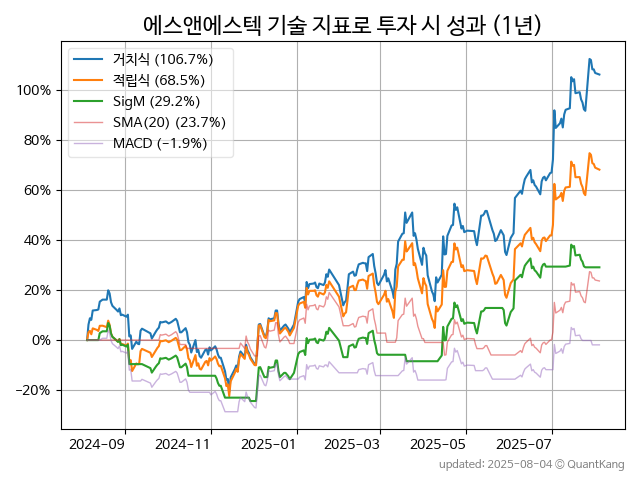 에스앤에스텍 기술 지표로 투자 시 성과 (1년)
거치식 (106.7%)
적립식 (68.5%)
SigM (29.2%)
SMA(20) (23.7%)
MACD (−1.9%)
100%
80%
60%
40%
20%
0%
−20%
2024-09 2024-11 2025-01 2025-03 2025-05 2025-07
updated: 2025-08-04 © QuantKang